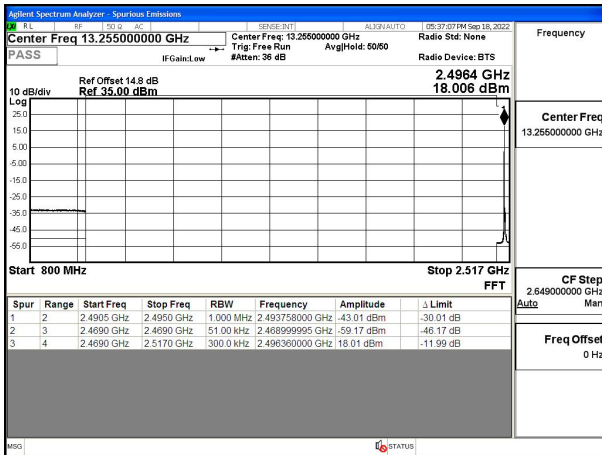 Agilent Spectrum Analyzer - Spurious Emissions
RL RF 50 Ω AC SENSE:INT ALIGN AUTO 05:37:07 PM Sep 18, 2022
Center Freq 13.255000000 GHz
Center Freq: 13.255000000 GHz
Radio Std: None
Trig: Free Run
Avg|Hold: 50/50
PASS
IFGain:Low
#Atten: 36 dB
Radio Device: BTS
Ref Offset 14.8 dB
2.4964 GHz
10 dB/div
Ref 35.00 dBm
18.006 dBm
Log
25.0
15.0
5.00
-5.00
-15.0
-25.0
-35.0
-45.0
-55.0
Start 800 MHz
Stop 2.517 GHz
FFT
Spur Range Start Freq Stop Freq RBW Frequency Amplitude Δ Limit
1 2 2.4905 GHz 2.4950 GHz 1.000 MHz 2.493758000 GHz -43.01 dBm -30.01 dB
2 3 2.4690 GHz 2.4690 GHz 51.00 kHz 2.468999995 GHz -59.17 dBm -46.17 dB
3 4 2.4690 GHz 2.5170 GHz 300.0 kHz 2.496360000 GHz 18.01 dBm -11.99 dB
MSG
STATUS
Frequency
Center Freq
13.255000000 GHz
CF Step
2.649000000 GHz
Auto Man
Freq Offset
0 Hz